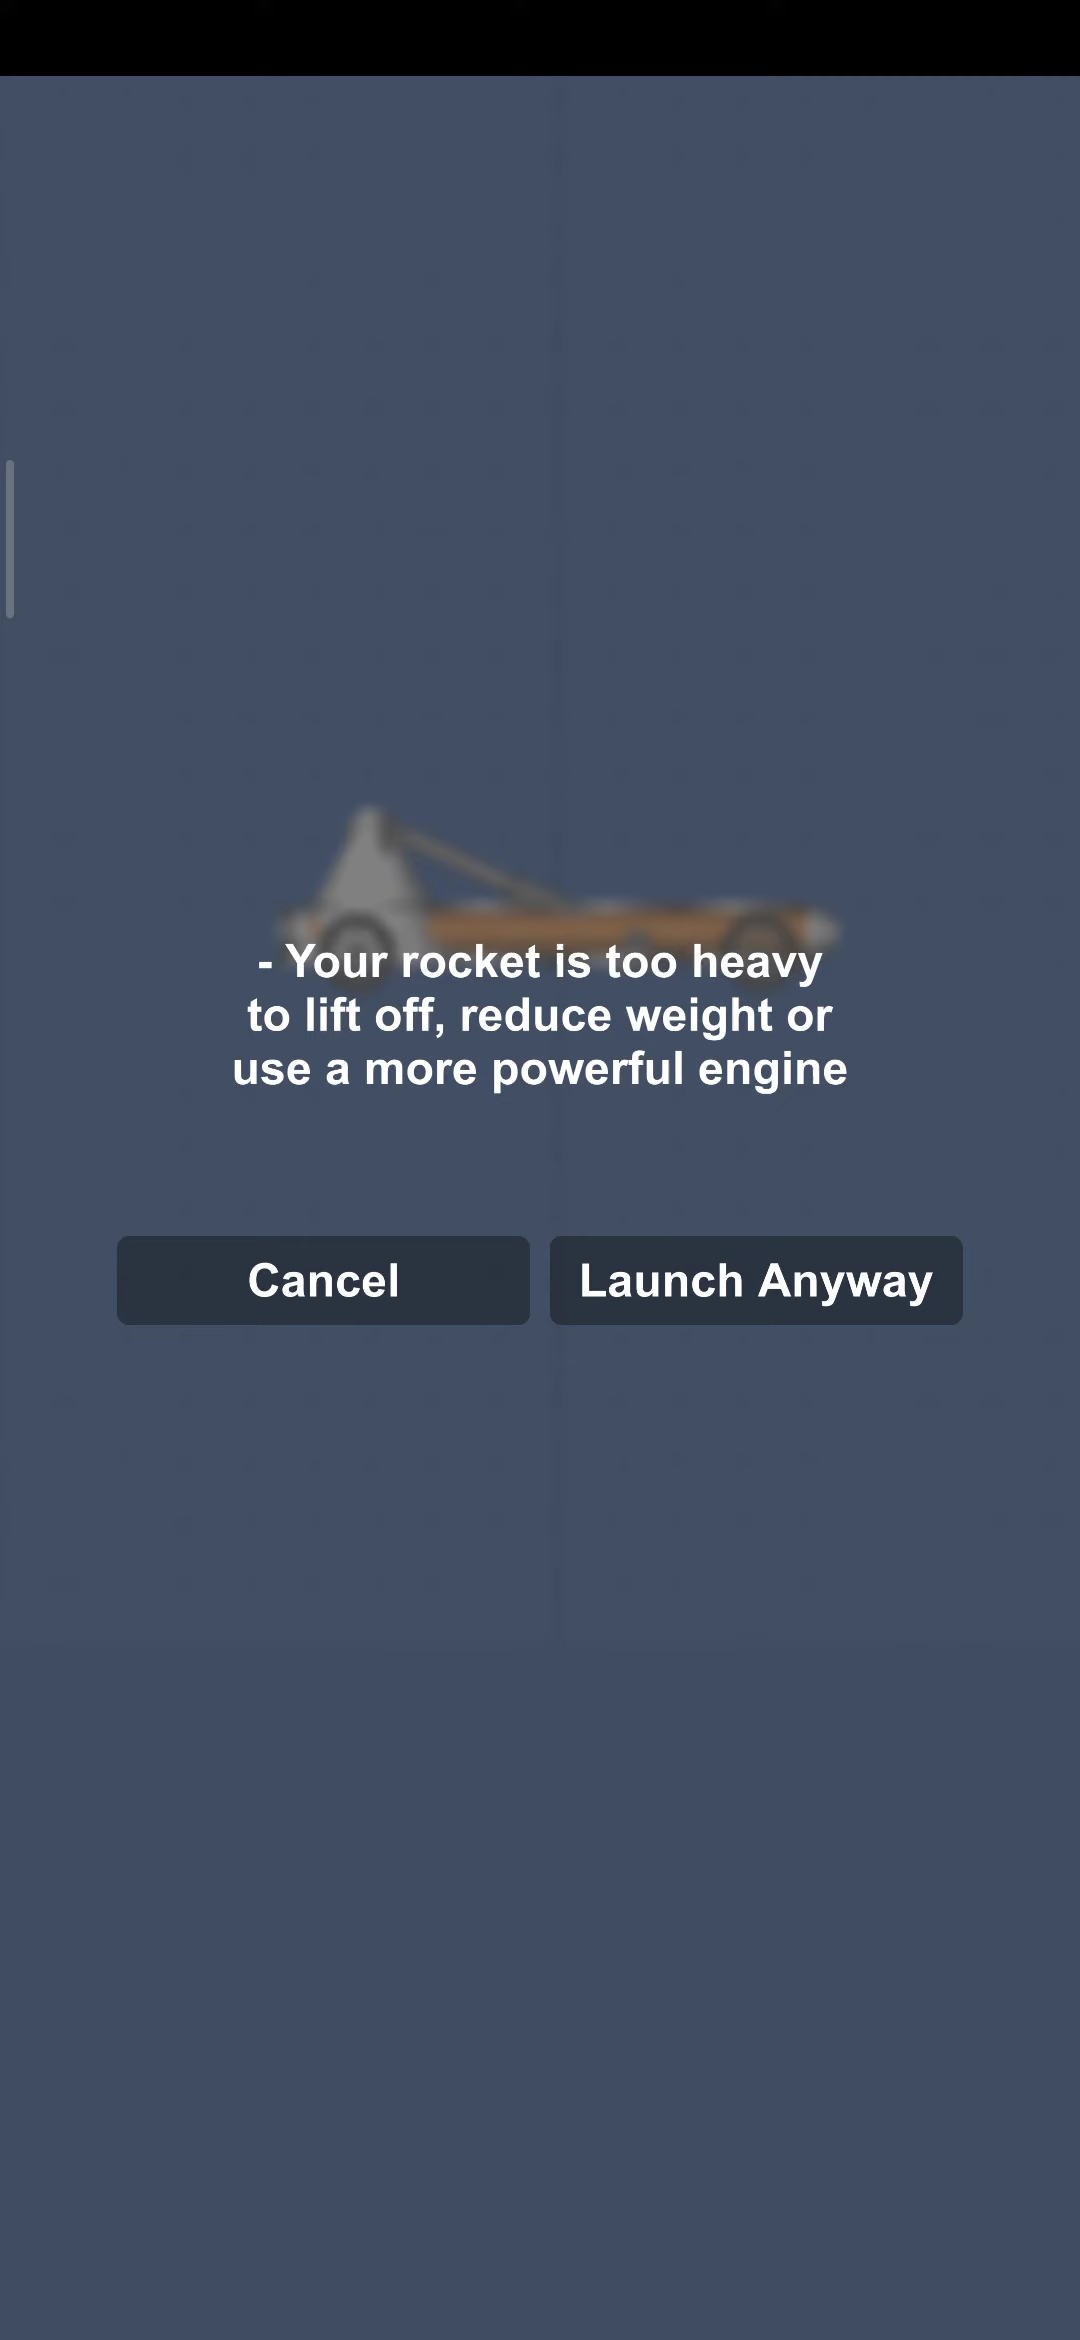 - Your rocket is too heavy
to lift off, reduce weight or
use a more powerful engine
Cancel
Launch Anyway